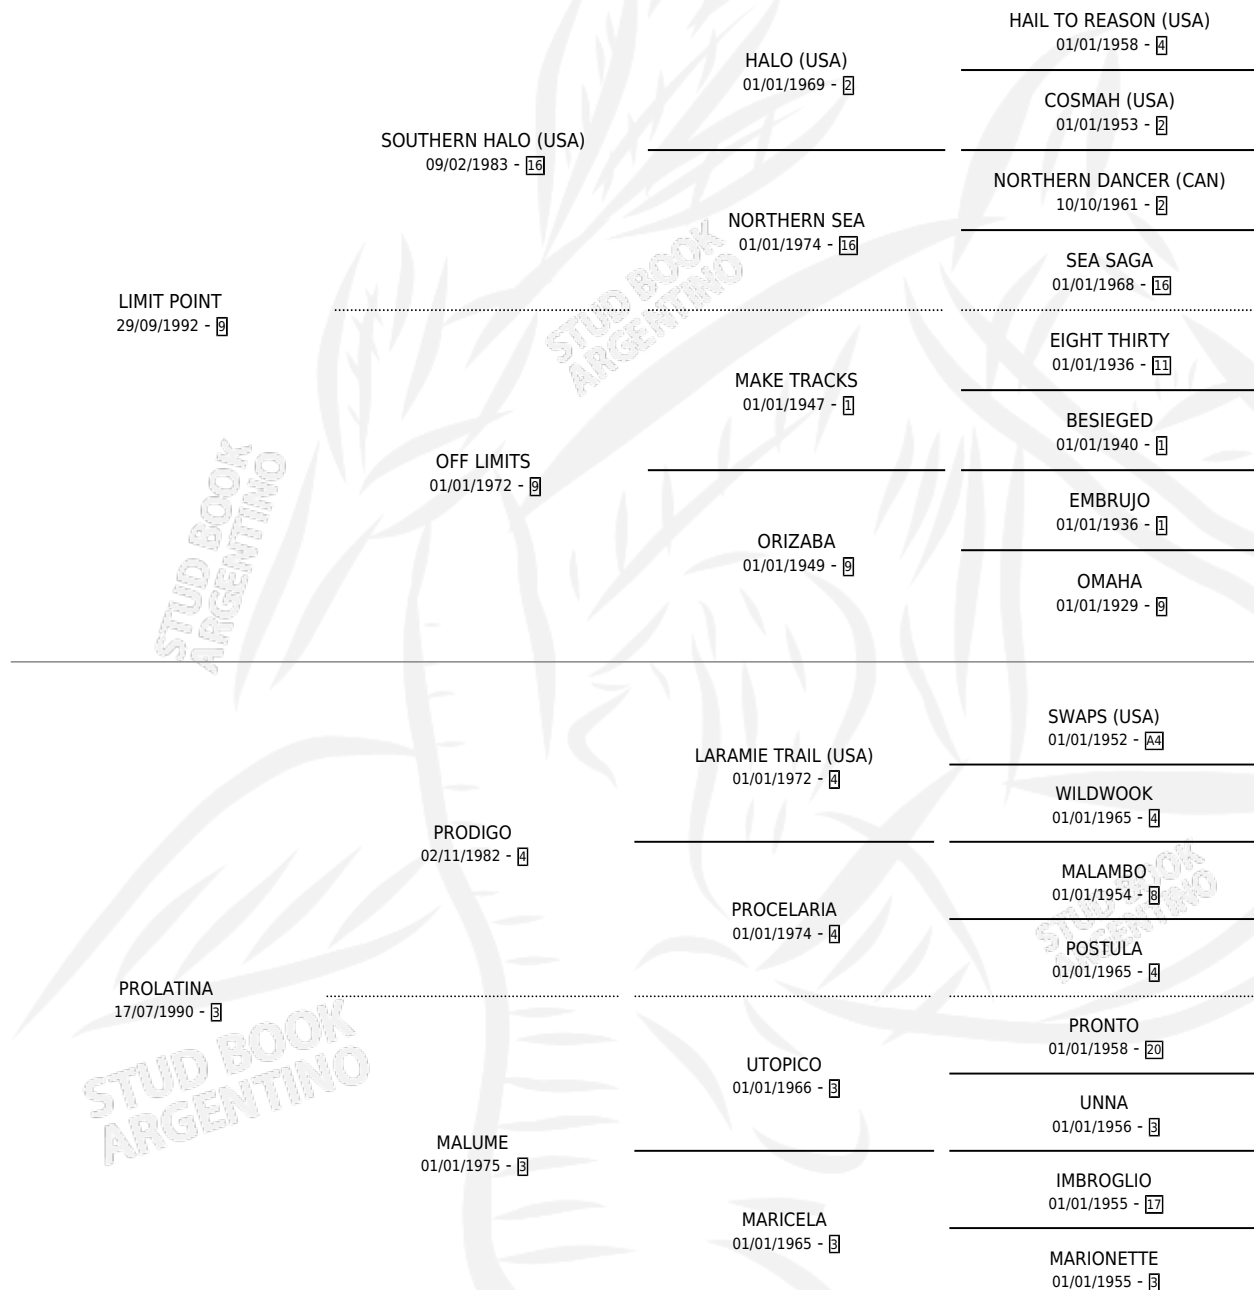 HAIL TO REASON (USA)
01/01/1958 - 4
HALO (USA)
01/01/1969 - 2
COSMAH (USA)
01/01/1953 - 2
SOUTHERN HALO (USA)
09/02/1983 - 16
NORTHERN DANCER (CAN)
10/10/1961 - 2
NORTHERN SEA
01/01/1974 - 16
SEA SAGA
01/01/1968 - 16
LIMIT POINT
29/09/1992 - 9
EIGHT THIRTY
01/01/1936 - 11
MAKE TRACKS
01/01/1947 - 1
BESIEGED
01/01/1940 - 1
OFF LIMITS
01/01/1972 - 9
EMBRUJO
01/01/1936 - 1
ORIZABA
01/01/1949 - 9
OMAHA
01/01/1929 - 9
SWAPS (USA)
01/01/1952 - A4
LARAMIE TRAIL (USA)
01/01/1972 - 4
WILDWOOK
01/01/1965 - 4
PRODIGO
02/11/1982 - 4
MALAMBO
01/01/1954 - 8
PROCELARIA
01/01/1974 - 4
POSTULA
01/01/1965 - 4
PROLATINA
17/07/1990 - 3
PRONTO
01/01/1958 - 20
UTOPICO
01/01/1966 - 3
UNNA
01/01/1956 - 3
MALUME
01/01/1975 - 3
IMBROGLIO
01/01/1955 - 17
MARICELA
01/01/1965 - 3
MARIONETTE
01/01/1955 - 3
STUD BOOK
ARGENTINO
STUD BOOK
ARGENTINO
STUD BOOK
ARGENTINO
STUD BOOK
ARGENTINO